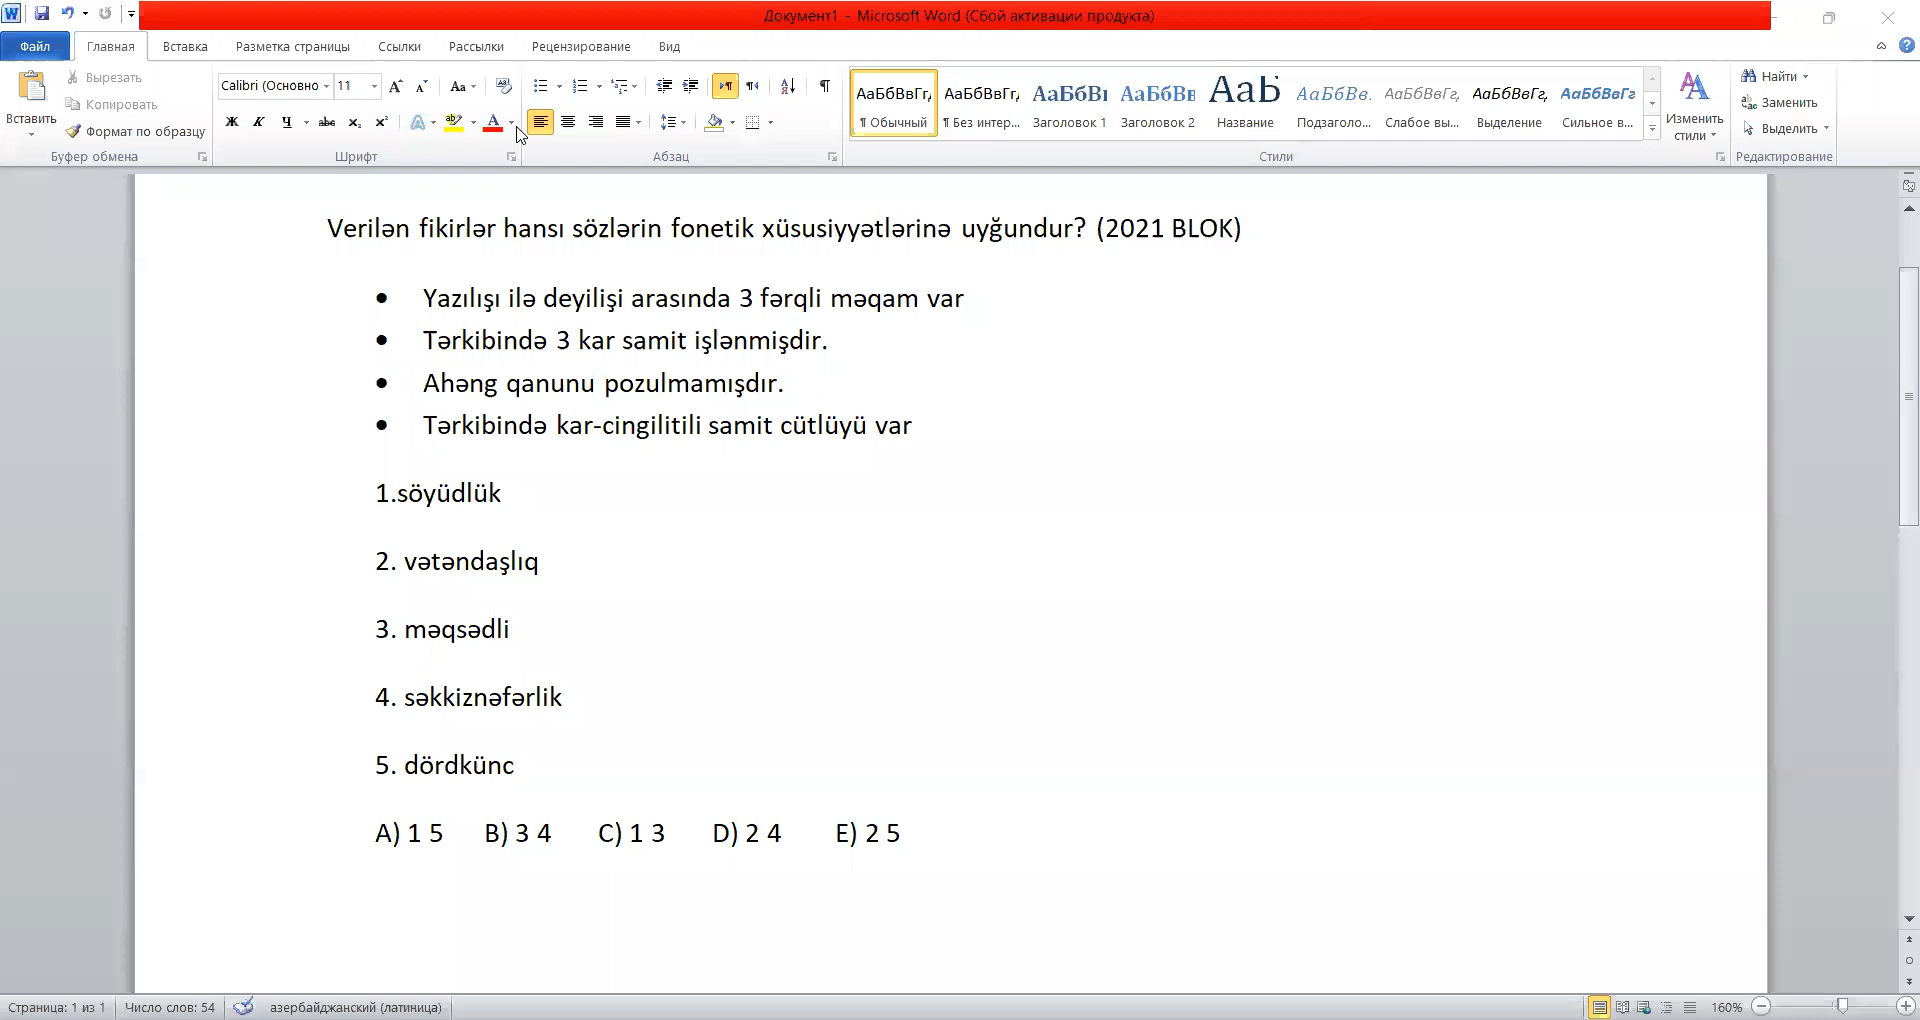 Документ1 - Microsoft Word (Сбой активации продукта)
Файл Главная Вставка Разметка страницы Ссылки Рассылки Рецензирование Вид
Вставить
Вырезать
Копировать
Формат по образцу
Буфер обмена
Calibri (Основно 11
Шрифт
Абзац
АаБбВвГг, АаБбВвГг, АаБбВı АаБбВв АаБ АаБбВв. АаБбВвГг, АаБбВвГг, АаБбВвГг
¶ Обычный ¶ Без интер... Заголовок 1 Заголовок 2 Название Подзаголо... Слабое вы... Выделение Сильное в...
Стили
Изменить стили
Найти
Заменить
Выделить
Редактирование
Verilən fikirlər hansı sözlərin fonetik xüsusiyyətlərinə uyğundur? (2021 BLOK)
• Yazılışı ilə deyilişi arasında 3 fərqli məqam var
• Tərkibində 3 kar samit işlənmişdir.
• Ahəng qanunu pozulmamışdır.
• Tərkibində kar-cingilitili samit cütlüyü var
1.söyüdlük
2. vətəndaşlıq
3. məqsədli
4. səkkiznəfərlik
5. dördkünc
A) 1 5 B) 3 4 C) 1 3 D) 2 4 E) 2 5
Страница: 1 из 1 Число слов: 54 азербайджанский (латиница) 160%